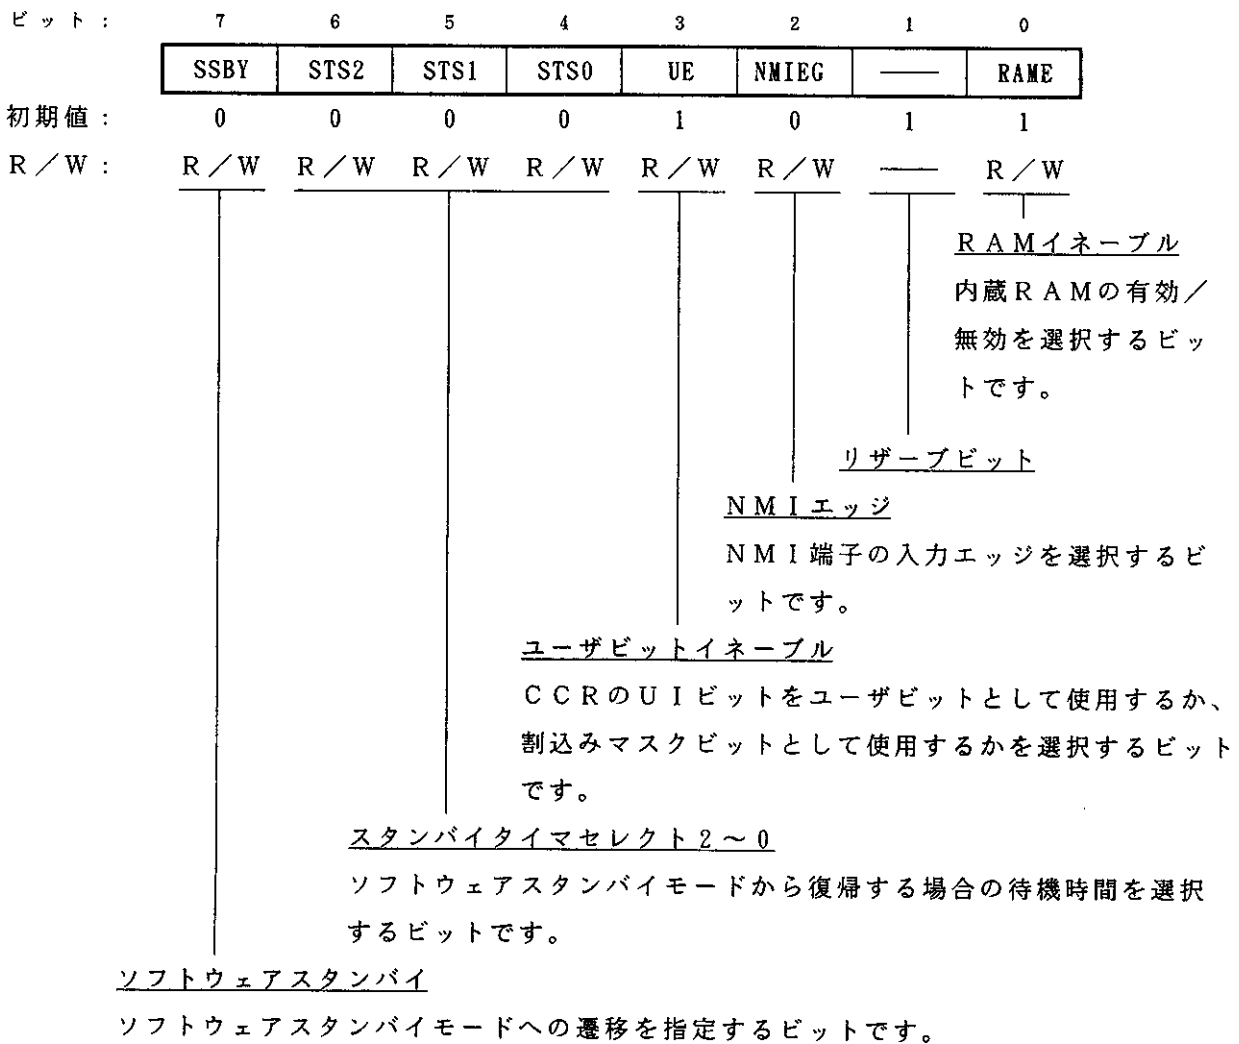 ビット： 7 6 5 4 3 2 1 0
SSBY STS2 STS1 STS0 UE NMIEG ― RAME
初期値： 0 0 0 0 1 0 1 1
R／W： R／W R／W R／W R／W R／W R／W ― R／W
RAMイネーブル
内蔵RAMの有効／
無効を選択するビッ
トです。
リザーブビット
NMIエッジ
NMI端子の入力エッジを選択するビ
ットです。
ユーザビットイネーブル
CCRのUIビットをユーザビットとして使用するか、
割込みマスクビットとして使用するかを選択するビット
です。
スタンバイタイマセレクト2～0
ソフトウェアスタンバイモードから復帰する場合の待機時間を選択
するビットです。
ソフトウェアスタンバイ
ソフトウェアスタンバイモードへの遷移を指定するビットです。